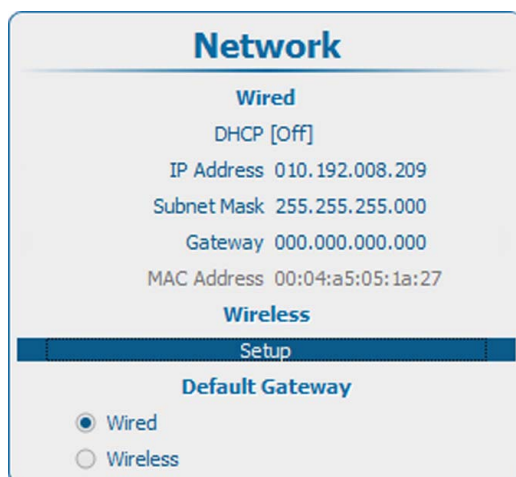 Network
Wired
DHCP [Off]
IP Address 010.192.008.209
Subnet Mask 255.255.255.000
Gateway 000.000.000.000
MAC Address 00:04:a5:05:1a:27
Wireless
Setup
Default Gateway
Wired
Wireless